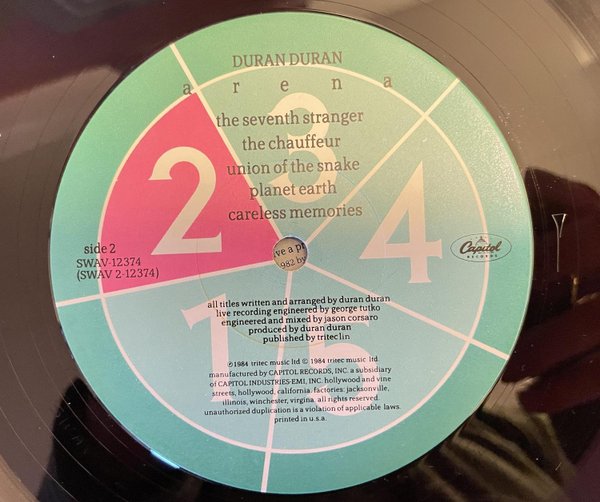 DURAN DURAN
a r e n a
the seventh stranger
the chauffeur
union of the snake
planet earth
careless memories
3
2
4
1
side 2
SWAV-12374
(SWAV 2-12374)
Capitol
RECORDS
all titles written and arranged by duran duran
live recording engineered by george tutko
engineered and mixed by jason corsaro
produced by duran duran
published by tritec lin
℗1984 tritec music ltd © 1984 tritec music ltd.
manufactured by CAPITOL RECORDS, INC. a subsidiary
of CAPITOL INDUSTRIES-EMI, INC. hollywood and vine
streets, hollywood, california. factories: jacksonville,
illinois, winchester, virgina. all rights reserved.
unauthorized duplication is a violation of applicable laws.
printed in u.s.a.